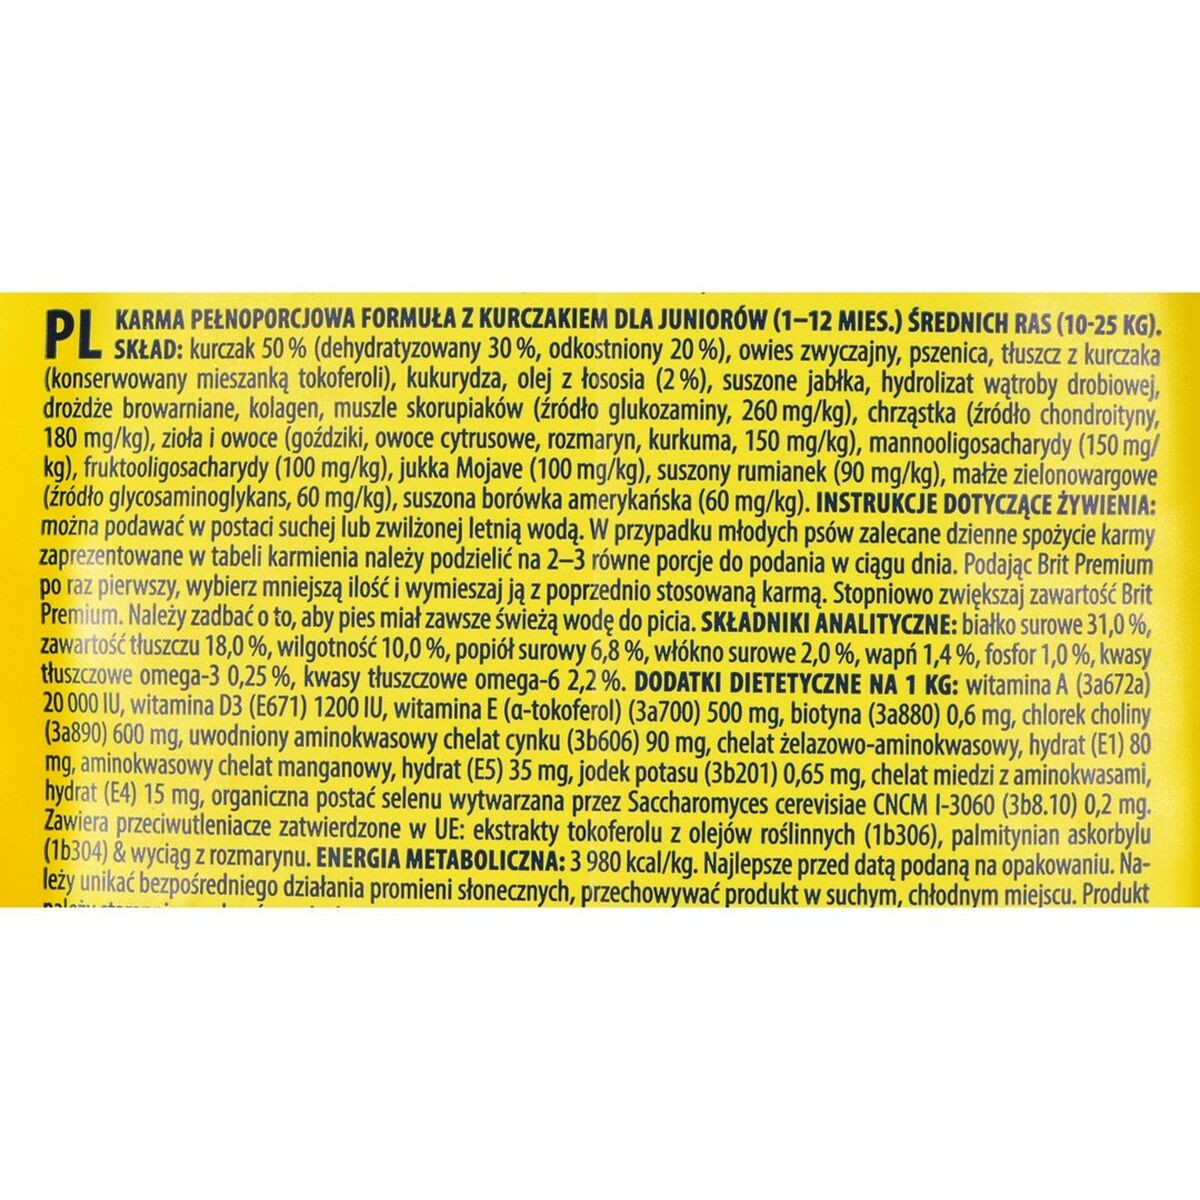 PL KARMA PEŁNOPORCJOWA FORMUŁA Z KURCZAKIEM DLA JUNIORÓW (1–12 MIES.) ŚREDNICH RAS (10-25 KG).
SKŁAD: kurczak 50 % (dehydratyzowany 30 %, odkostniony 20 %), owies zwyczajny, pszenica, tłuszcz z kurczaka
(konserwowany mieszanką tokoferoli), kukurydza, olej z łososia (2 %), suszone jabłka, hydrolizat wątroby drobiowej,
drożdże browarniane, kolagen, muszle skorupiaków (źródło glukozaminy, 260 mg/kg), chrząstka (źródło chondroityny,
180 mg/kg), zioła i owoce (goździki, owoce cytrusowe, rozmaryn, kurkuma, 150 mg/kg), mannooligosacharydy (150 mg/
kg), fruktooligosacharydy (100 mg/kg), jukka Mojave (100 mg/kg), suszony rumianek (90 mg/kg), małże zielonowargowe
(źródło glycosaminoglykans, 60 mg/kg), suszona borówka amerykańska (60 mg/kg). INSTRUKCJE DOTYCZĄCE ŻYWIENIA:
można podawać w postaci suchej lub zwilżonej letnią wodą. W przypadku młodych psów zalecane dzienne spożycie karmy
zaprezentowane w tabeli karmienia należy podzielić na 2–3 równe porcje do podania w ciągu dnia. Podając Brit Premium
po raz pierwszy, wybierz mniejszą ilość i wymieszaj ją z poprzednio stosowaną karmą. Stopniowo zwiększaj zawartość Brit
Premium. Należy zadbać o to, aby pies miał zawsze świeżą wodę do picia. SKŁADNIKI ANALITYCZNE: białko surowe 31,0 %,
zawartość tłuszczu 18,0 %, wilgotność 10,0 %, popiół surowy 6,8 %, włókno surowe 2,0 %, wapń 1,4 %, fosfor 1,0 %, kwasy
tłuszczowe omega-3 0,25 %, kwasy tłuszczowe omega-6 2,2 %. DODATKI DIETETYCZNE NA 1 KG: witamina A (3a672a)
20 000 IU, witamina D3 (E671) 1200 IU, witamina E (α-tokoferol) (3a700) 500 mg, biotyna (3a880) 0,6 mg, chlorek choliny
(3a890) 600 mg, uwodniony aminokwasowy chelat cynku (3b606) 90 mg, chelat żelazowo-aminokwasowy, hydrat (E1) 80
mg, aminokwasowy chelat manganowy, hydrat (E5) 35 mg, jodek potasu (3b201) 0,65 mg, chelat miedzi z aminokwasami,
hydrat (E4) 15 mg, organiczna postać selenu wytwarzana przez Saccharomyces cerevisiae CNCM I-3060 (3b8.10) 0,2 mg.
Zawiera przeciwutleniacze zatwierdzone w UE: ekstrakty tokoferolu z olejów roślinnych (1b306), palmitynian askorbylu
(1b304) & wyciąg z rozmarynu. ENERGIA METABOLICZNA: 3 980 kcal/kg. Najlepsze przed datą podaną na opakowaniu. Na-
leży unikać bezpośredniego działania promieni słonecznych, przechowywać produkt w suchym, chłodnym miejscu. Produkt